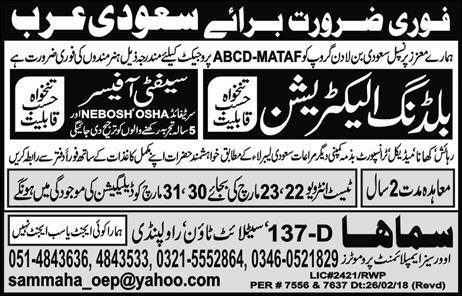 فوری ضرورت برائے سعودی عرب
ہمارے معزز پرنسپل سعودی بن لادن گروپ کو ABCD-MATAF پروجیکٹ کیلئے مندرجہ ذیل ہنرمندوں کی فوری ضرورت ہے
بلڈنگ الیکٹریشن
تنخواہ حسب قابلیت
سیفٹی آفیسر
سرٹیفائڈ NEBOSH'OSHA اور
5 سالہ تجربہ رکھنے والوں کو ترجیح دی جائیگی
تنخواہ حسب قابلیت
رہائش، کھانا، میڈیکل، ٹرانسپورٹ بذمہ کمپنی دیگر مراعات سعودی لیبر لاء کے مطابق خواہشمند حضرات اپنے مکمل کاغذات کے ساتھ فوراً دفتر سے رابطہ کریں
معاہدہ مدت 2 سال
ٹیسٹ انٹرویو 22، 23 مارچ کی بجائے 30، 31 مارچ کو ڈیلیگیشن کی موجودگی میں ہونگے
سماہا
اوورسیز ایمپلائمنٹ پروموٹرز
137-D، سیٹلائٹ ٹاؤن، راولپنڈی
ہمارا کوئی ایجنٹ یا سب ایجنٹ نہیں
051-4843636, 4843533, 0321-5552864, 0346-0521829
sammaha_oep@yahoo.com
LIC#2421/RWP
PER # 7556 & 7637 Dt:26/02/18 (Revd)